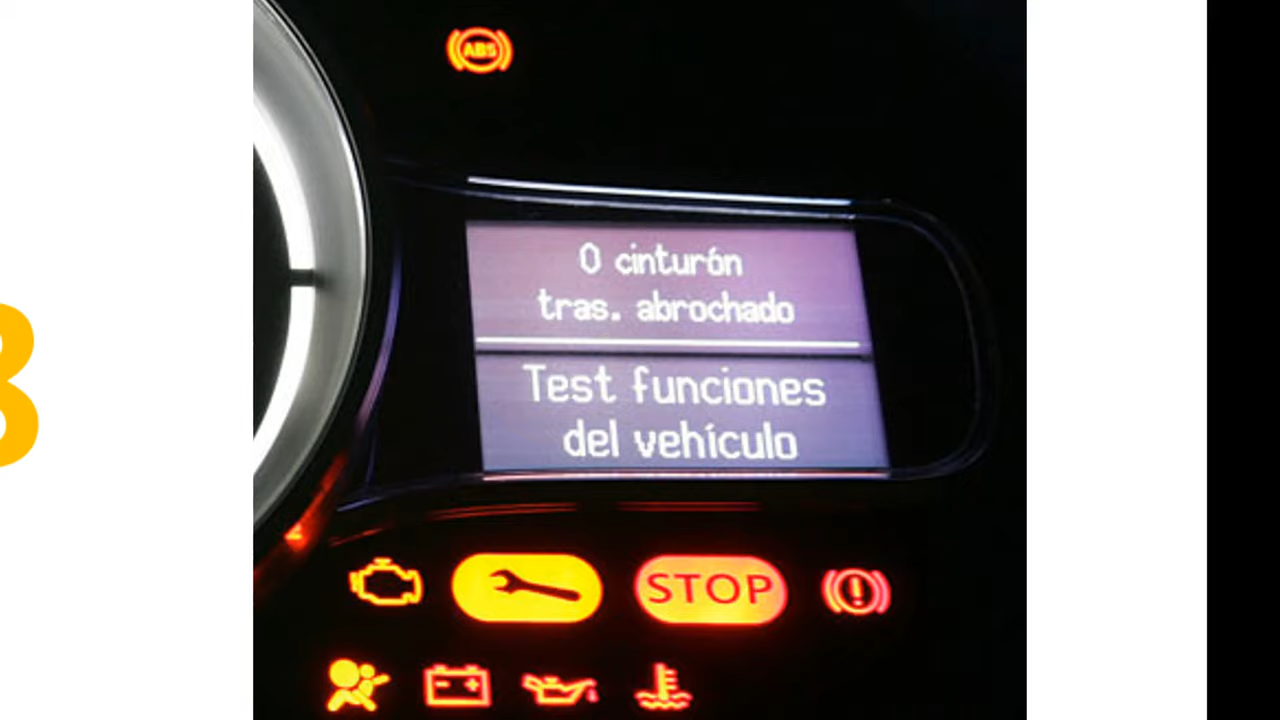 ABS
0 cinturón
tras. abrochado
Test funciones
del vehículo
STOP